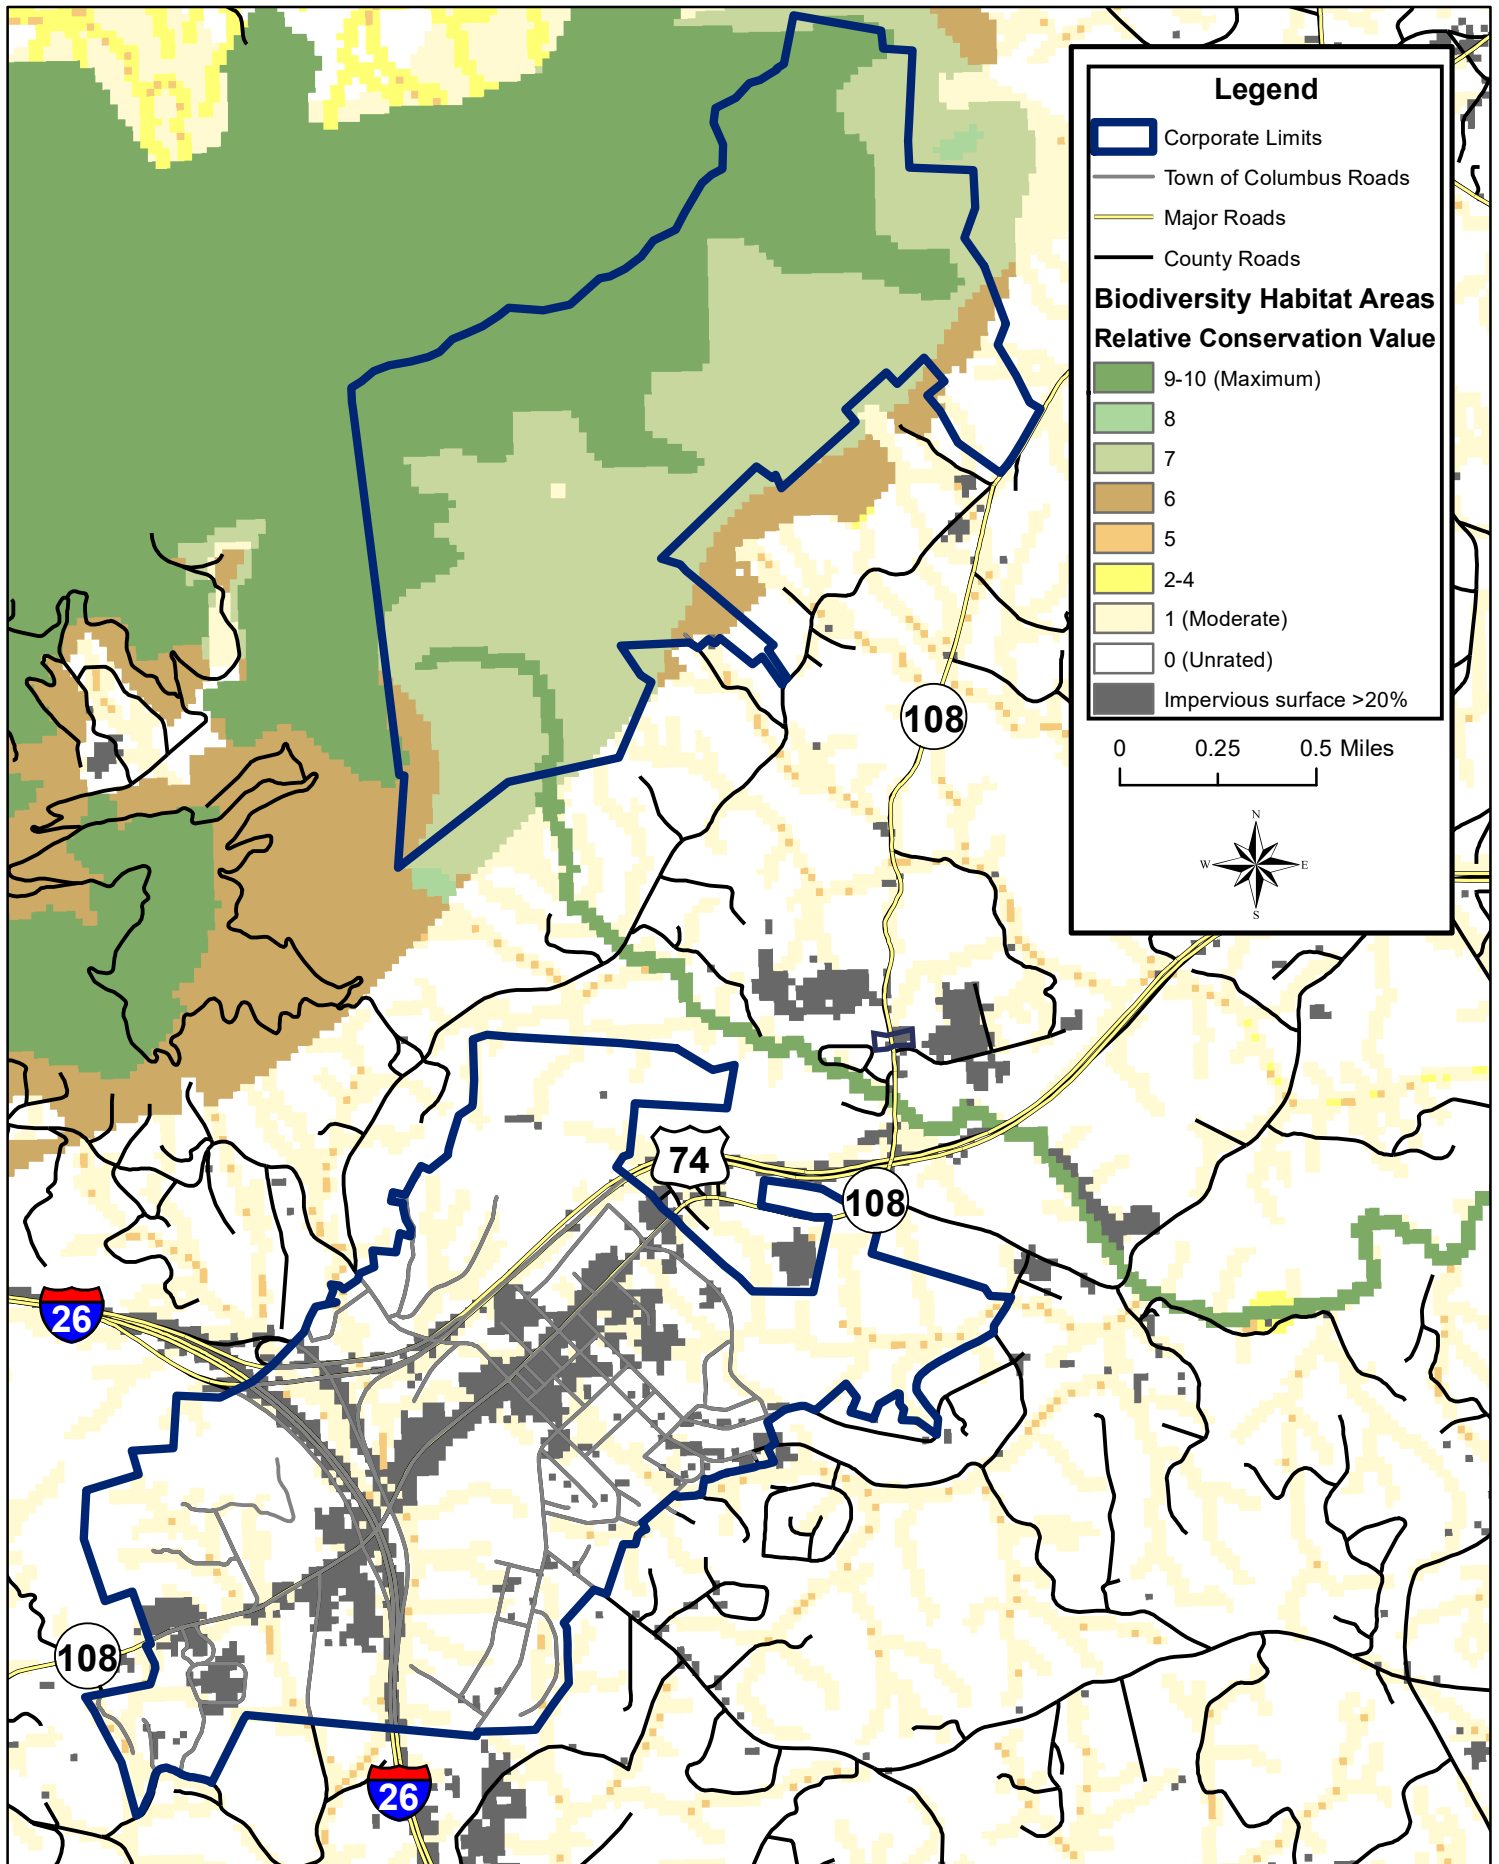 Legend
Corporate Limits
Town of Columbus Roads
Major Roads
County Roads
Biodiversity Habitat Areas
Relative Conservation Value
9-10 (Maximum)
8
7
6
5
2-4
1 (Moderate)
0 (Unrated)
Impervious surface >20%
0 0.25 0.5 Miles
N
W E
S
108
74
108
26
108
26